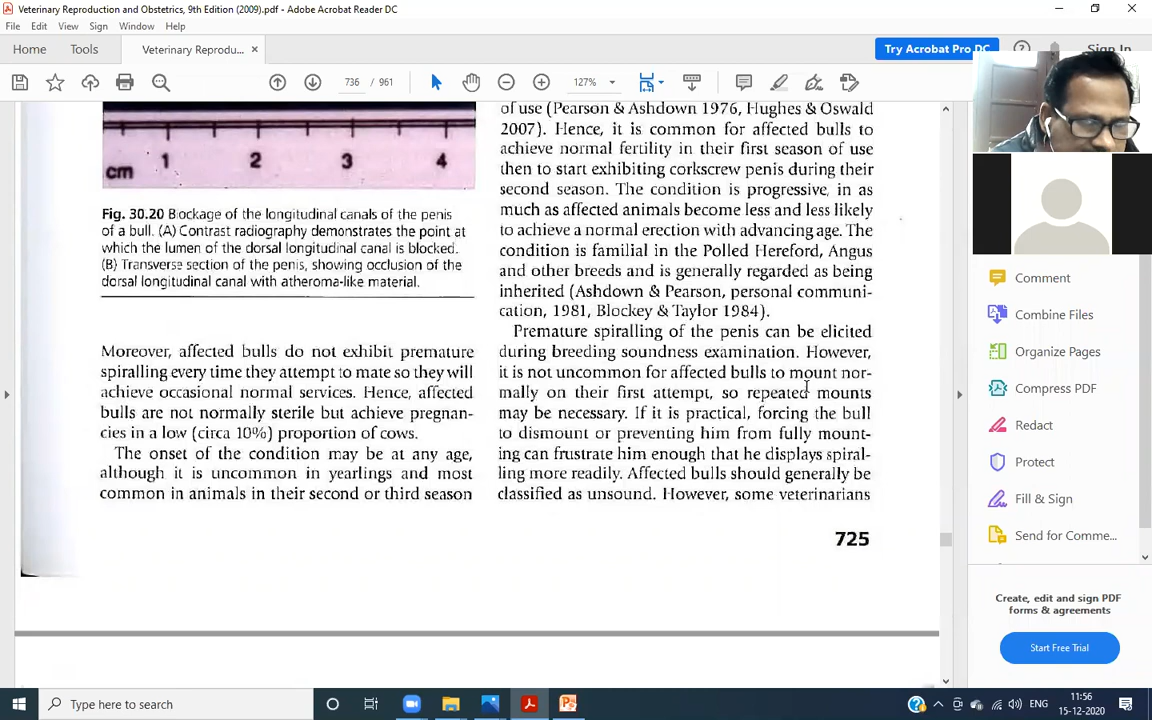 Veterinary Reproduction and Obstetrics, 9th Edition (2009).pdf - Adobe Acrobat Reader DC
File Edit View Sign Window Help
Home Tools Veterinary Reprodu... ×
Try Acrobat Pro DC
Sign In
736 / 961
127%
cm 1 2 3 4
Fig. 30.20 Blockage of the longitudinal canals of the penis
of a bull. (A) Contrast radiography demonstrates the point at
which the lumen of the dorsal longitudinal canal is blocked.
(B) Transverse section of the penis, showing occlusion of the
dorsal longitudinal canal with atheroma-like material.
Moreover, affected bulls do not exhibit premature
spiralling every time they attempt to mate so they will
achieve occasional normal services. Hence, affected
bulls are not normally sterile but achieve pregnan-
cies in a low (circa 10%) proportion of cows.
The onset of the condition may be at any age,
although it is uncommon in yearlings and most
common in animals in their second or third season
of use (Pearson & Ashdown 1976, Hughes & Oswald
2007). Hence, it is common for affected bulls to
achieve normal fertility in their first season of use
then to start exhibiting corkscrew penis during their
second season. The condition is progressive, in as
much as affected animals become less and less likely
to achieve a normal erection with advancing age. The
condition is familial in the Polled Hereford, Angus
and other breeds and is generally regarded as being
inherited (Ashdown & Pearson, personal communi-
cation, 1981, Blockey & Taylor 1984).
Premature spiralling of the penis can be elicited
during breeding soundness examination. However,
it is not uncommon for affected bulls to mount nor-
mally on their first attempt, so repeated mounts
may be necessary. If it is practical, forcing the bull
to dismount or preventing him from fully mount-
ing can frustrate him enough that he displays spiral-
ling more readily. Affected bulls should generally be
classified as unsound. However, some veterinarians
725
Comment
Combine Files
Organize Pages
Compress PDF
Redact
Protect
Fill & Sign
Send for Comme...
Create, edit and sign PDF
forms & agreements
Start Free Trial
Type here to search
ENG
11:56
15-12-2020